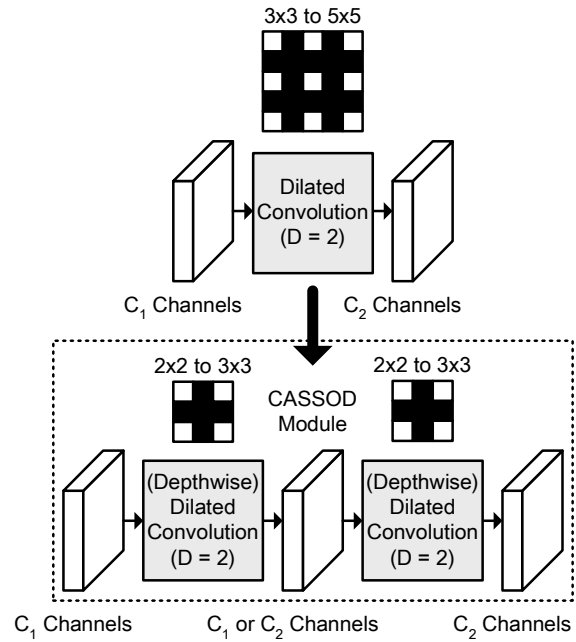 3x3 to 5x5
Dilated
Convolution
(D = 2)
C₁ Channels
C₂ Channels
2x2 to 3x3
2x2 to 3x3
CASSOD
Module
(Depthwise)
Dilated
Convolution
(D = 2)
(Depthwise)
Dilated
Convolution
(D = 2)
C₁ Channels
C₁ or C₂ Channels
C₂ Channels